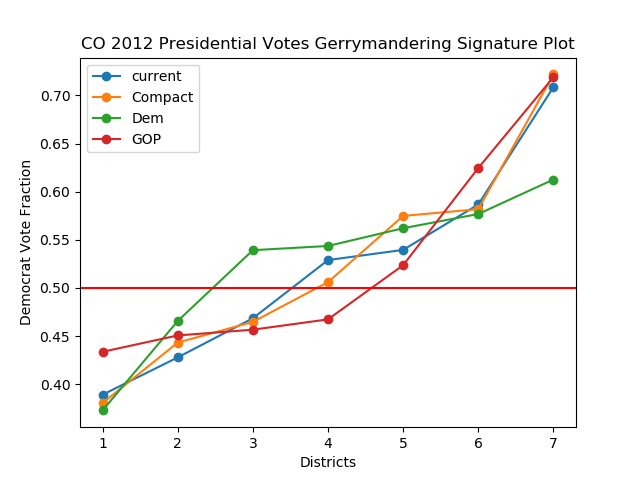 CO 2012 Presidential Votes Gerrymandering Signature Plot
current
Compact
Dem
GOP
0.70
0.65
0.60
0.55
0.50
0.45
0.40
Democrat Vote Fraction
1 2 3 4 5 6 7
Districts